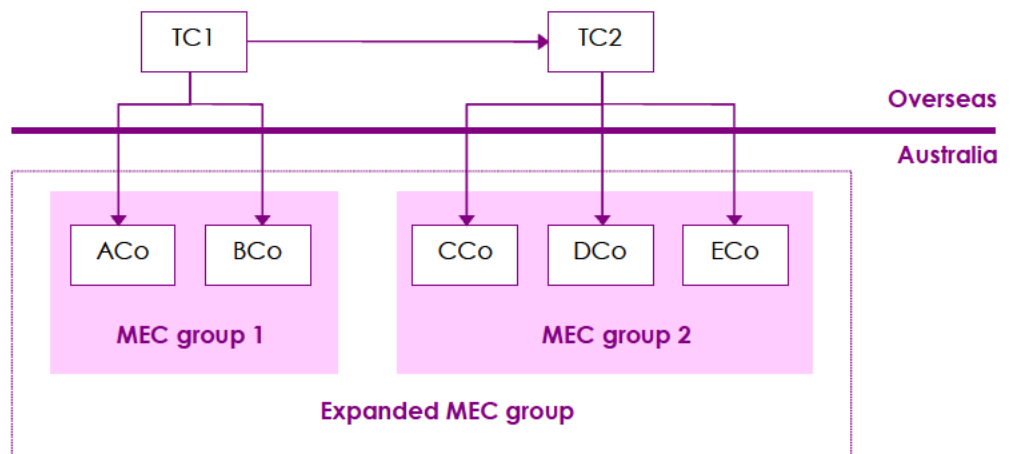 TC1
TC2
Overseas
Australia
ACo
BCo
CCo
DCo
ECo
MEC group 1
MEC group 2
Expanded MEC group